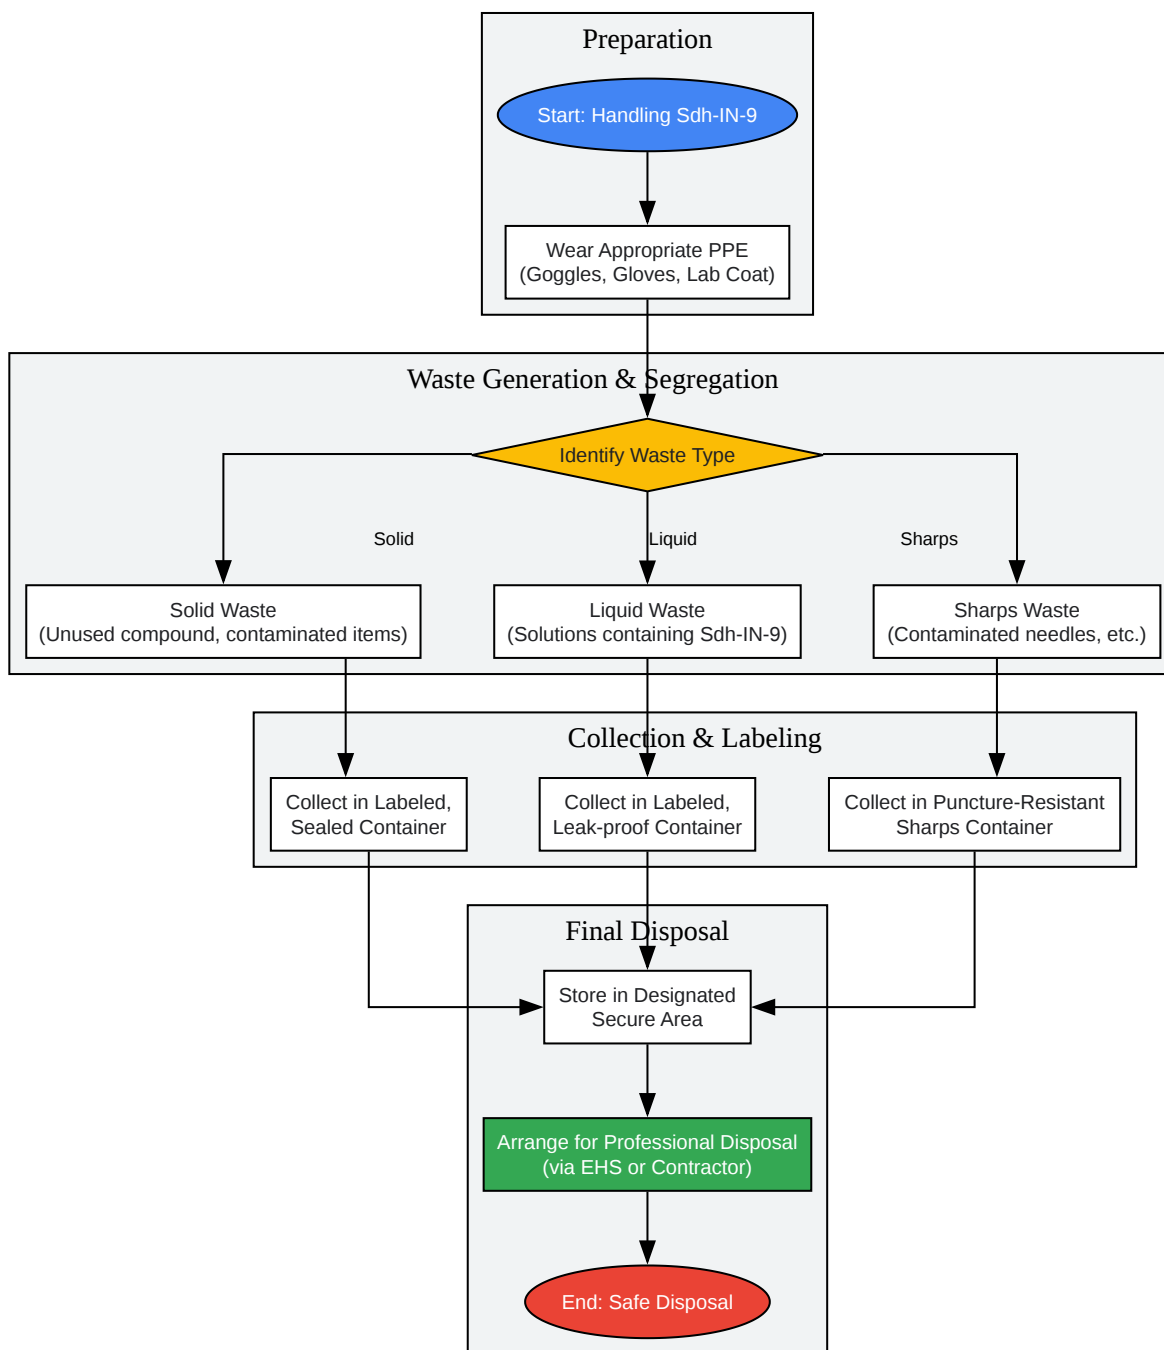 Preparation
Start: Handling Sdh-IN-9
Wear Appropriate PPE
(Goggles, Gloves, Lab Coat)
Waste Generation & Segregation
Identify Waste Type
Solid
Liquid
Sharps
Solid Waste
(Unused compound, contaminated items)
Liquid Waste
(Solutions containing Sdh-IN-9)
Sharps Waste
(Contaminated needles, etc.)
Collection & Labeling
Collect in Labeled,
Sealed Container
Collect in Labeled,
Leak-proof Container
Collect in Puncture-Resistant
Sharps Container
Final Disposal
Store in Designated
Secure Area
Arrange for Professional Disposal
(via EHS or Contractor)
End: Safe Disposal